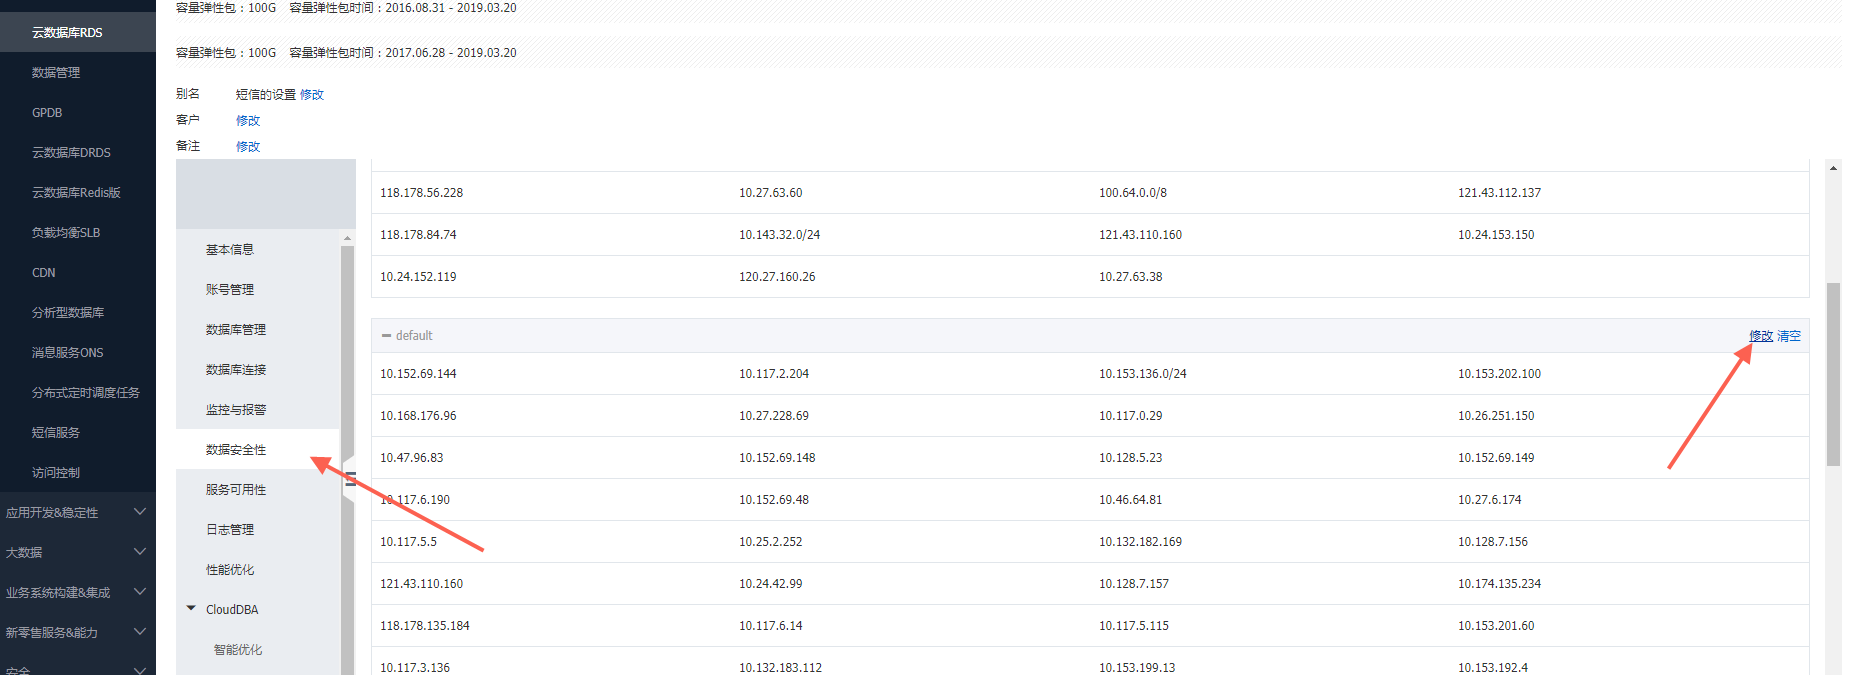 云数据库RDS
数据管理
GPDB
云数据库DRDS
云数据库Redis版
负载均衡SLB
CDN
分析型数据库
消息服务ONS
分布式定时调度任务
短信服务
访问控制
应用开发&稳定性
大数据
业务系统构建&集成
新零售服务&能力
安全
容量弹性包：100G 容量弹性包时间：2016.08.31 - 2019.03.20
容量弹性包：100G 容量弹性包时间：2017.06.28 - 2019.03.20
别名 短信的设置 修改
客户 修改
备注 修改
基本信息
账号管理
数据库管理
数据库连接
监控与报警
数据安全性
服务可用性
日志管理
性能优化
CloudDBA
智能优化
118.178.56.228 10.27.63.60 100.64.0.0/8 121.43.112.137
118.178.84.74 10.143.32.0/24 121.43.110.160 10.24.153.150
10.24.152.119 120.27.160.26 10.27.63.38
default 修改 清空
10.152.69.144 10.117.2.204 10.153.136.0/24 10.153.202.100
10.168.176.96 10.27.228.69 10.117.0.29 10.26.251.150
10.47.96.83 10.152.69.148 10.128.5.23 10.152.69.149
10.117.6.190 10.152.69.48 10.46.64.81 10.27.6.174
10.117.5.5 10.25.2.252 10.132.182.169 10.128.7.156
121.43.110.160 10.24.42.99 10.128.7.157 10.174.135.234
118.178.135.184 10.117.6.14 10.117.5.115 10.153.201.60
10.117.3.136 10.132.183.112 10.153.199.13 10.153.192.4